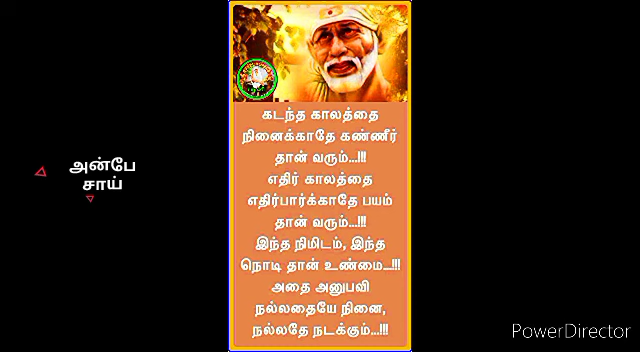 அன்பே
சாய்
கடந்த காலத்தை
நினைக்காதே கண்ணீர்
தான் வரும்...!!!
எதிர் காலத்தை
எதிர்பார்க்காதே பயம்
தான் வரும்...!!!
இந்த நிமிடம், இந்த
நொடி தான் உண்மை...!!!
அதை அனுபவி
நல்லதையே நினை,
நல்லதே நடக்கும்...!!!
PowerDirector